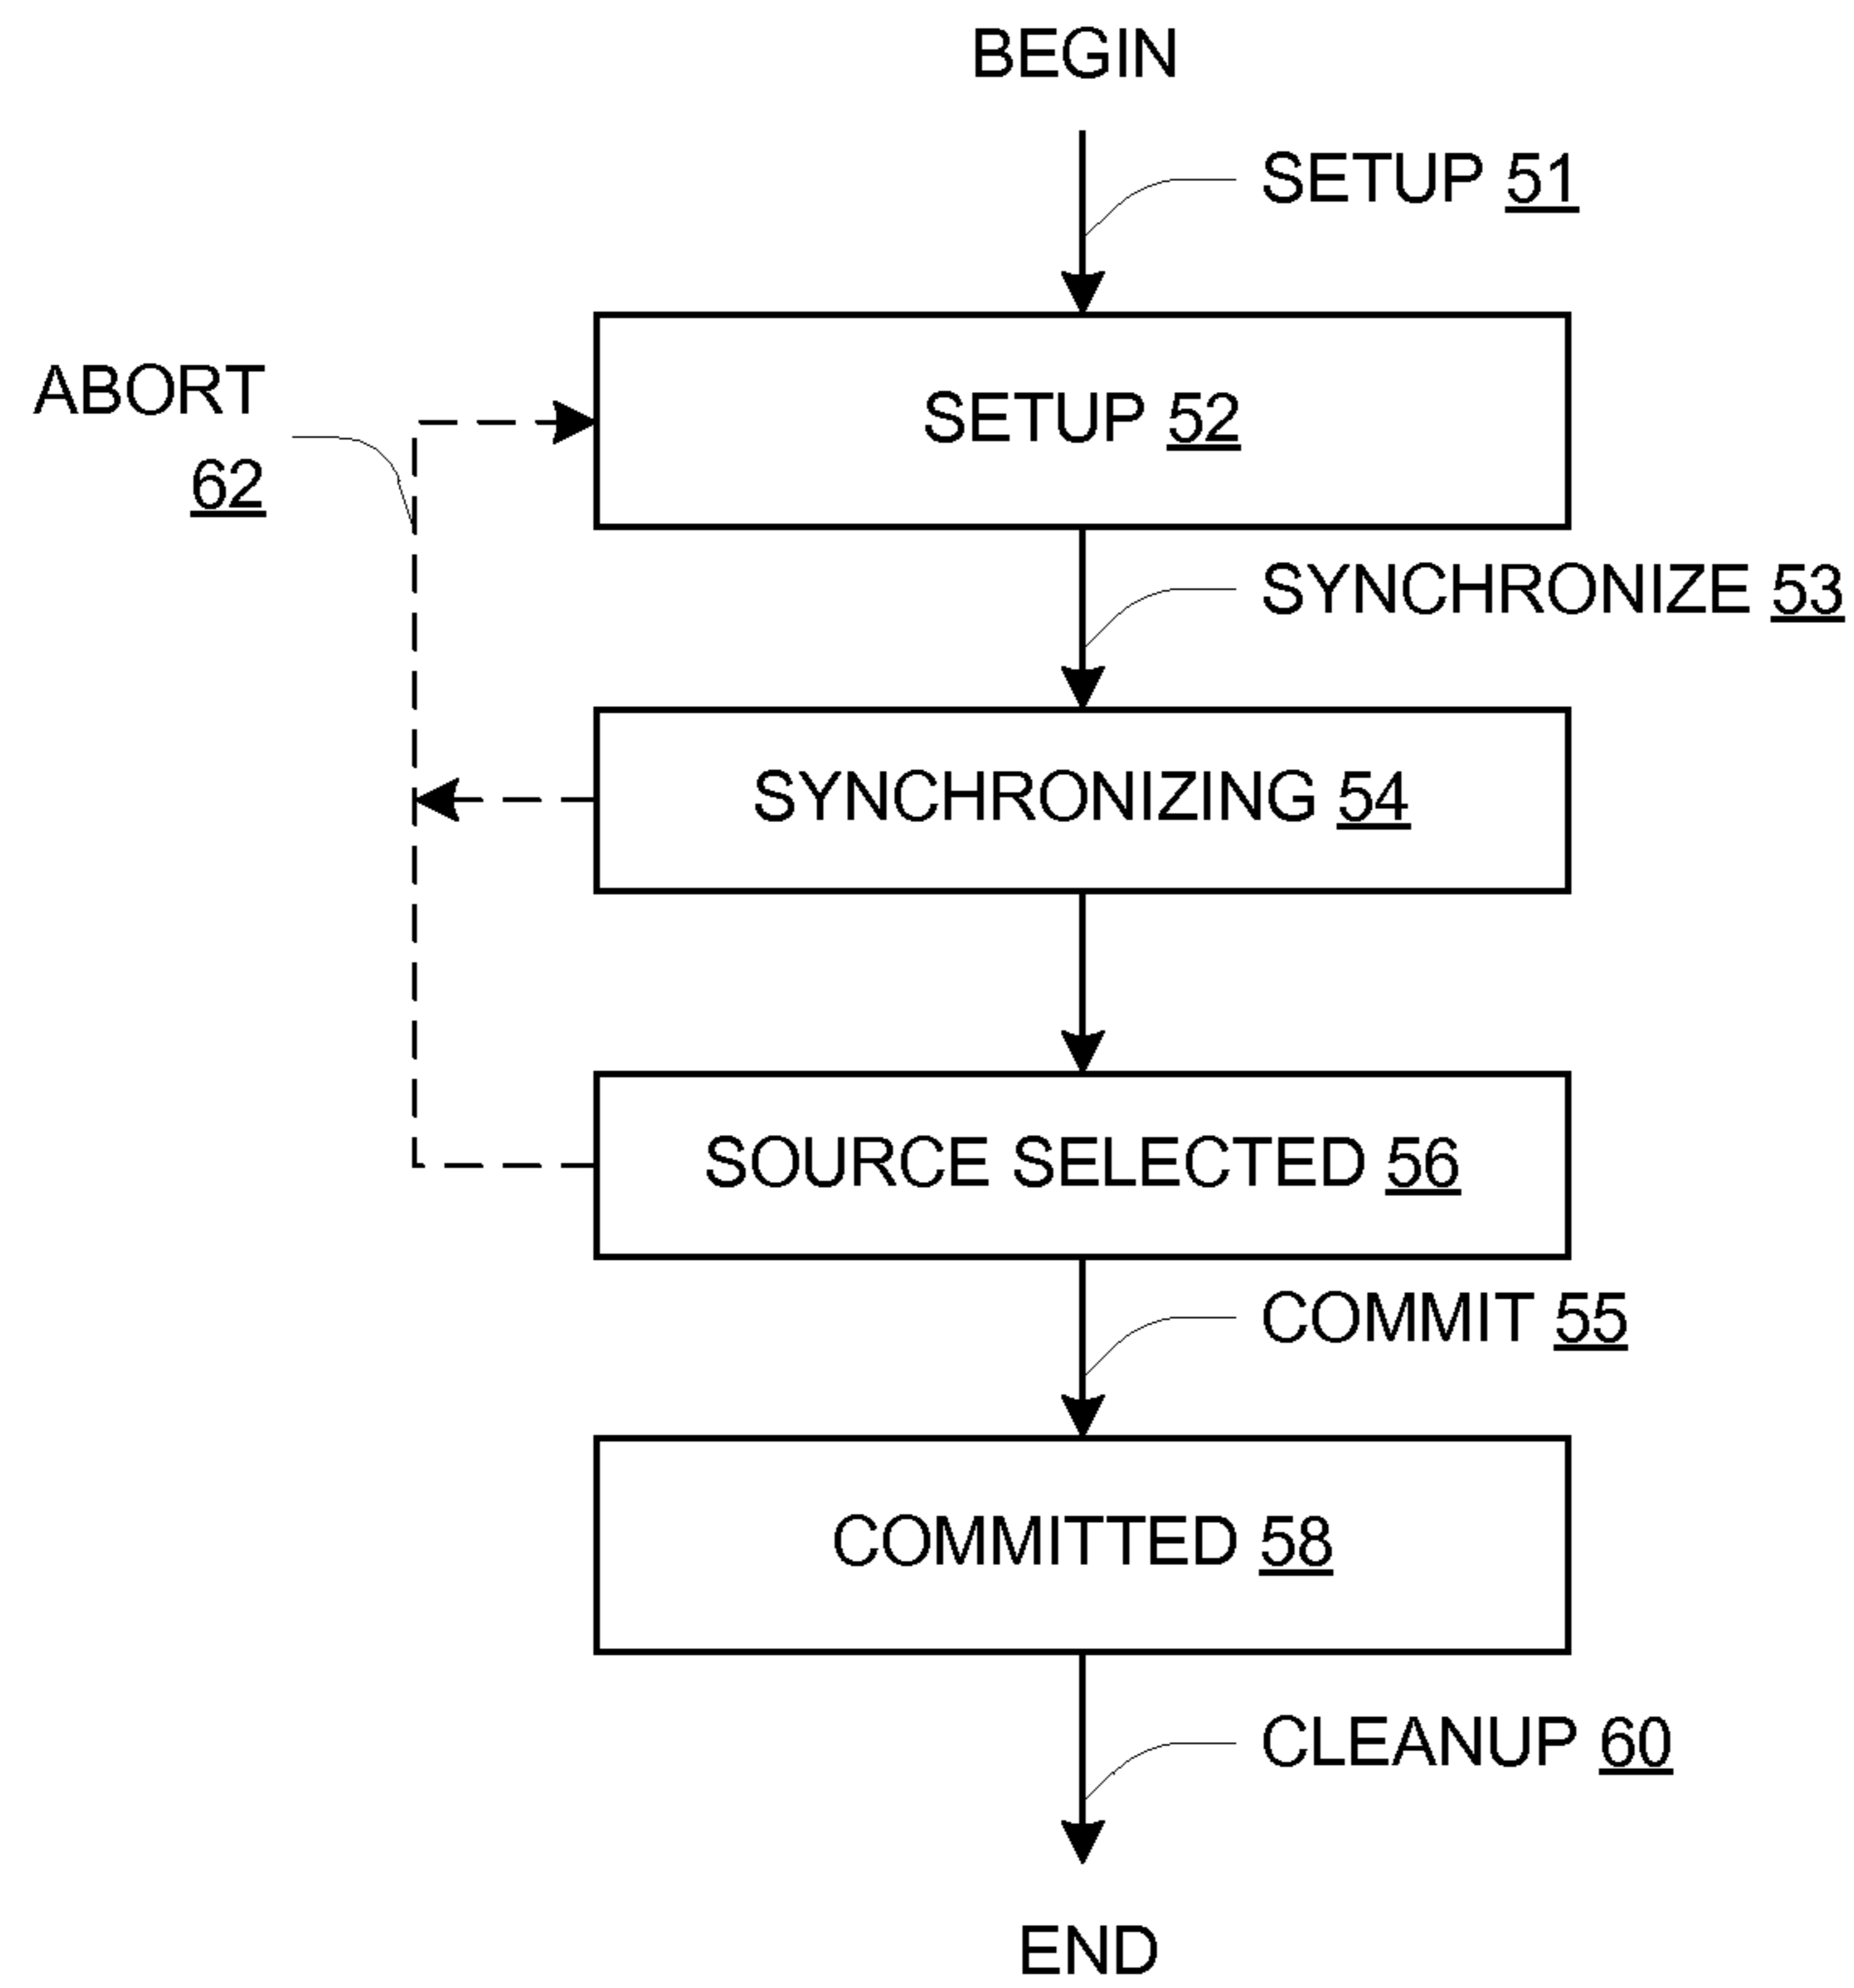 BEGIN
SETUP 51
ABORT
62
SETUP 52
SYNCHRONIZE 53
SYNCHRONIZING 54
SOURCE SELECTED 56
COMMIT 55
COMMITTED 58
CLEANUP 60
END